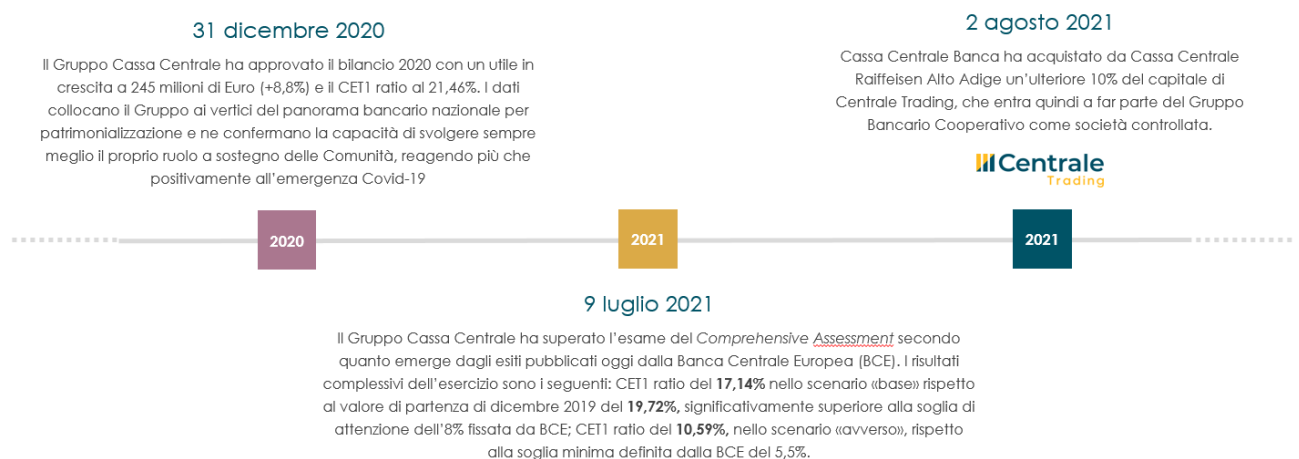 31 dicembre 2020
Il Gruppo Cassa Centrale ha approvato il bilancio 2020 con un utile in
crescita a 245 milioni di Euro (+8,8%) e il CET1 ratio al 21,46%. I dati
collocano il Gruppo ai vertici del panorama bancario nazionale per
patrimonializzazione e ne confermano la capacità di svolgere sempre
meglio il proprio ruolo a sostegno delle Comunità, reagendo più che
positivamente all'emergenza Covid-19
2 agosto 2021
Cassa Centrale Banca ha acquistato da Cassa Centrale
Raiffeisen Alto Adige un'ulteriore 10% del capitale di
Centrale Trading, che entra quindi a far parte del Gruppo
Bancario Cooperativo come società controllata.
Centrale
Trading
2020
2021
2021
9 luglio 2021
Il Gruppo Cassa Centrale ha superato l'esame del Comprehensive Assessment secondo
quanto emerge dagli esiti pubblicati oggi dalla Banca Centrale Europea (BCE). I risultati
complessivi dell'esercizio sono i seguenti: CET1 ratio del 17,14% nello scenario «base» rispetto
al valore di partenza di dicembre 2019 del 19,72%, significativamente superiore alla soglia di
attenzione dell'8% fissata da BCE; CET1 ratio del 10,59%, nello scenario «avverso», rispetto
alla soglia minima definita dalla BCE del 5,5%.